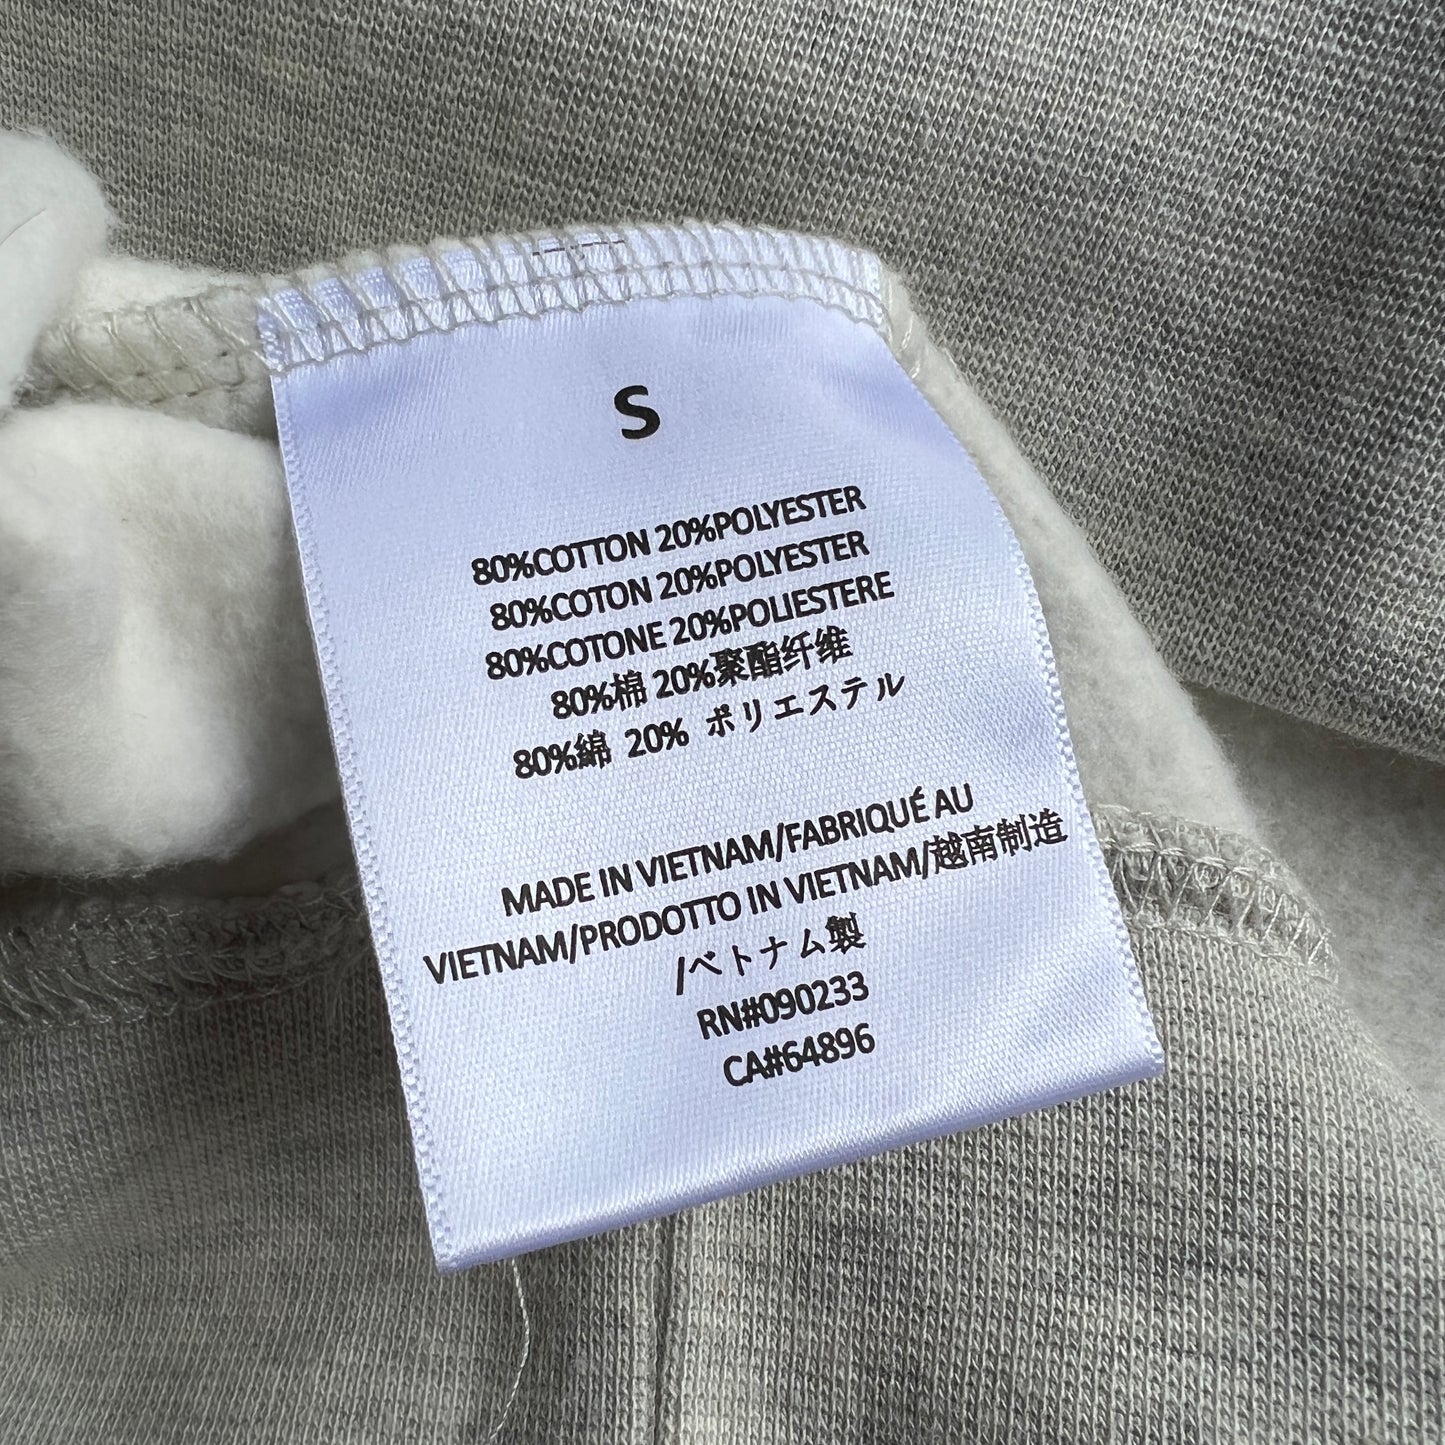 S
80%COTTON 20%POLYESTER
80%COTON 20%POLYESTER
80%COTONE 20%POLIESTERE
80%棉 20%聚酯纤维
80%綿 20% ポリエステル
MADE IN VIETNAM/FABRIQUÉ AU
VIETNAM/PRODOTTO IN VIETNAM/越南制造
/ベトナム製
RN#090233
CA#64896